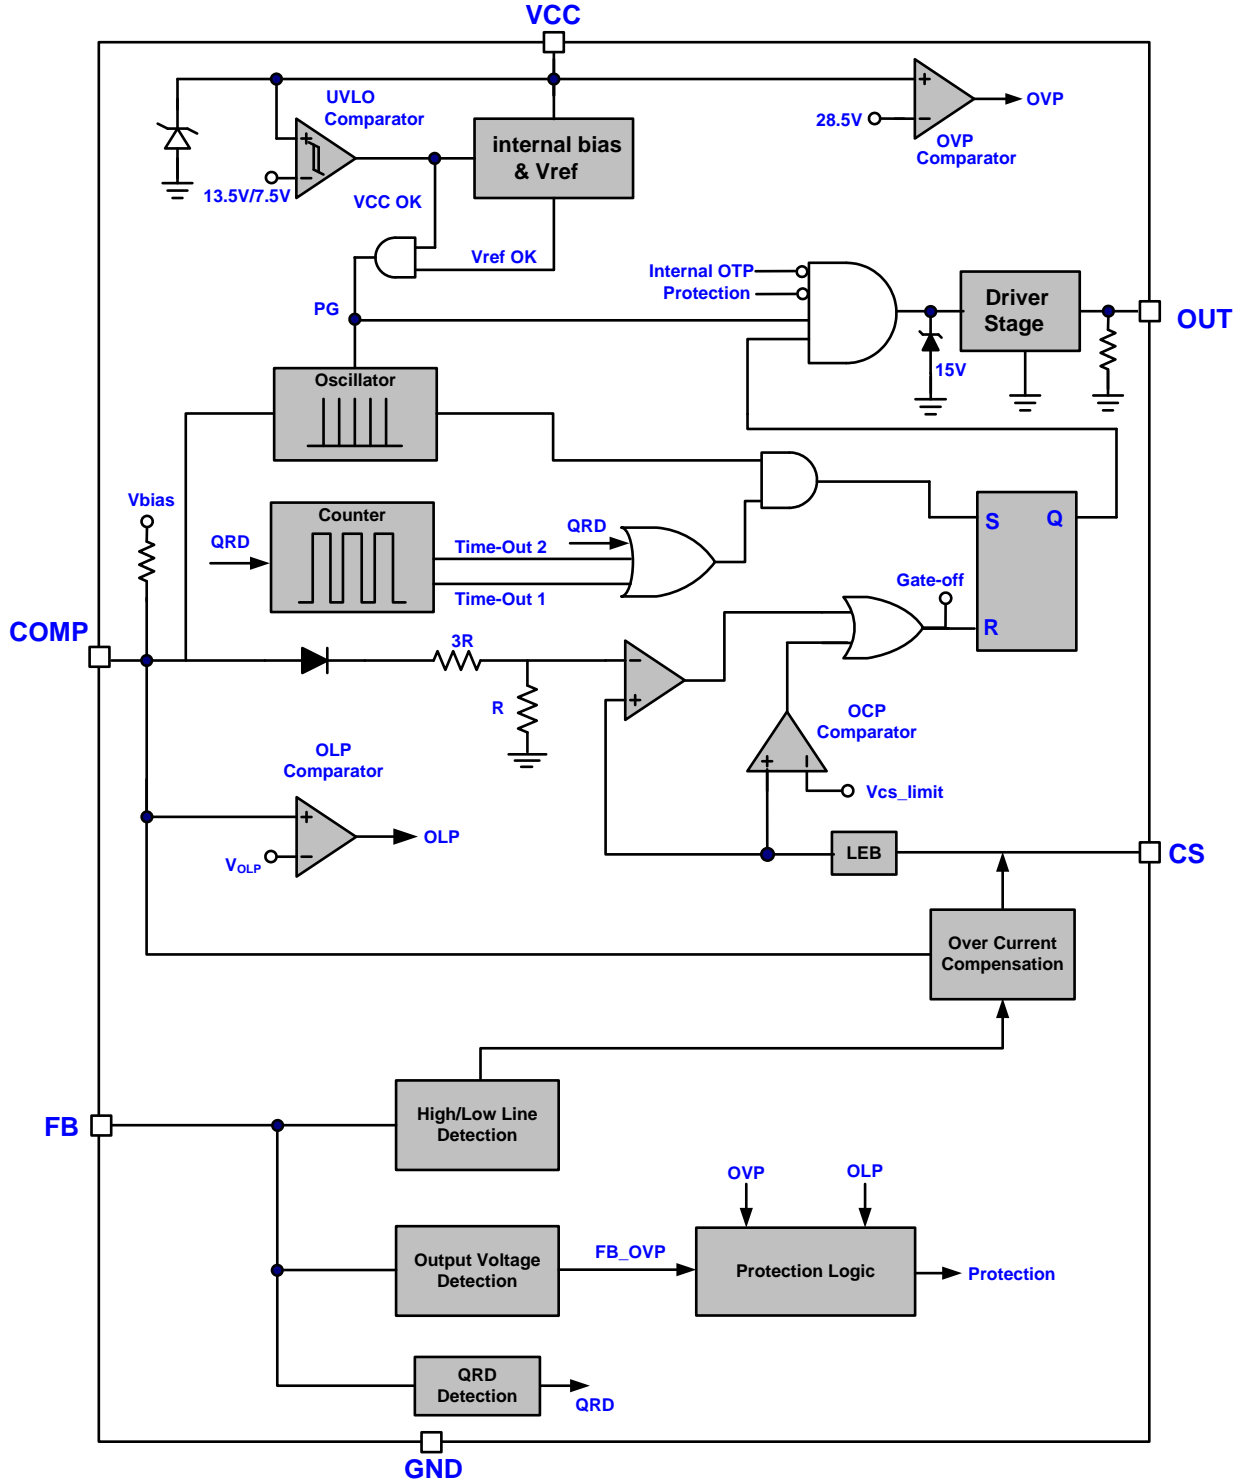 VCC
UVLO
Comparator
+
−
13.5V/7.5V
VCC OK
internal bias
& Vref
Vref OK
+
−
28.5V
OVP
OVP
Comparator
PG
Internal OTP
Protection
15V
Driver
Stage
OUT
Oscillator
Vbias
QRD
Counter
Time-Out 2
Time-Out 1
QRD
S
Q
R
Gate-off
COMP
3R
R
−
+
OCP
Comparator
+
−
Vcs_limit
OLP
Comparator
+
−
VOLP
OLP
LEB
CS
Over Current
Compensation
FB
High/Low Line
Detection
OVP
OLP
Output Voltage
Detection
FB_OVP
Protection Logic
Protection
QRD
Detection
QRD
GND